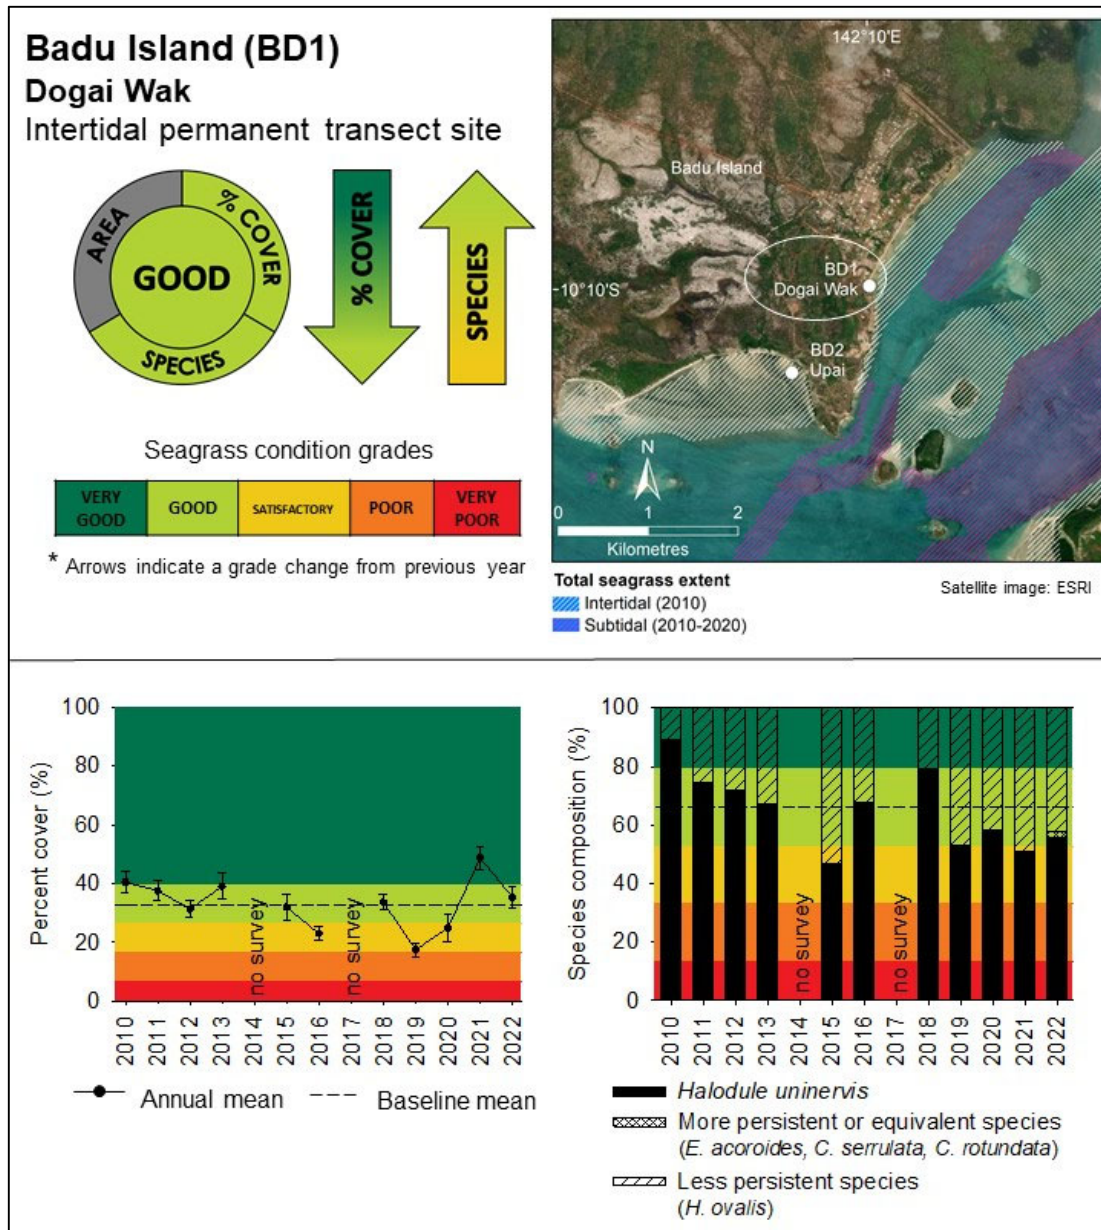 Badu Island (BD1)
Dogai Wak
Intertidal permanent transect site
AREA
% COVER
GOOD
SPECIES
% COVER
SPECIES
Seagrass condition grades
VERY GOOD
GOOD
SATISFACTORY
POOR
VERY POOR
* Arrows indicate a grade change from previous year
142°10'E
Badu Island
BD1
Dogai Wak
10°10'S
BD2
Upai
N
0 1 2
Kilometres
Total seagrass extent
Intertidal (2010)
Subtidal (2010-2020)
Satellite image: ESRI
Percent cover (%)
100
80
60
40
20
0
no survey
no survey
2010 2011 2012 2013 2014 2015 2016 2017 2018 2019 2020 2021 2022
Annual mean
Baseline mean
Species composition (%)
100
80
60
40
20
0
no survey
no survey
2010 2011 2012 2013 2014 2015 2016 2017 2018 2019 2020 2021 2022
Halodule uninervis
More persistent or equivalent species
(E. acoroides, C. serrulata, C. rotundata)
Less persistent species
(H. ovalis)